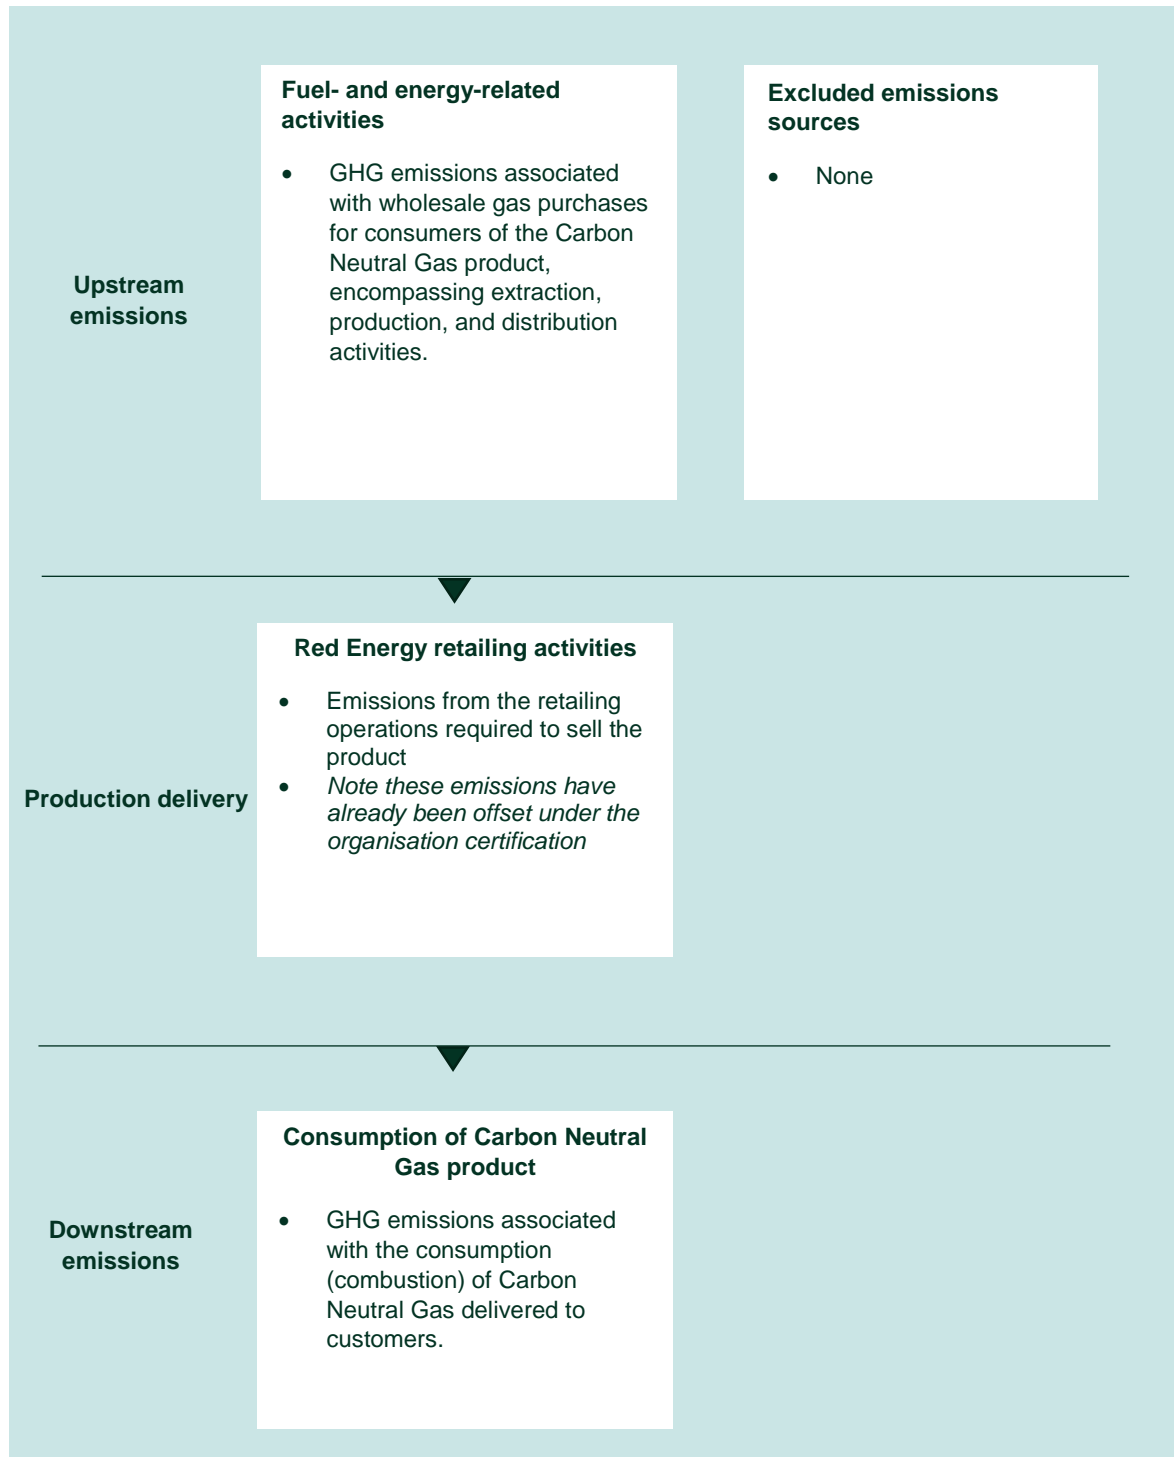 Fuel- and energy-related
activities
• GHG emissions associated
with wholesale gas purchases
for consumers of the Carbon
Neutral Gas product,
encompassing extraction,
production, and distribution
activities.
Excluded emissions
sources
• None
Upstream
emissions
Red Energy retailing activities
• Emissions from the retailing
operations required to sell the
product
• Note these emissions have
already been offset under the
organisation certification
Production delivery
Consumption of Carbon Neutral
Gas product
• GHG emissions associated
with the consumption
(combustion) of Carbon
Neutral Gas delivered to
customers.
Downstream
emissions